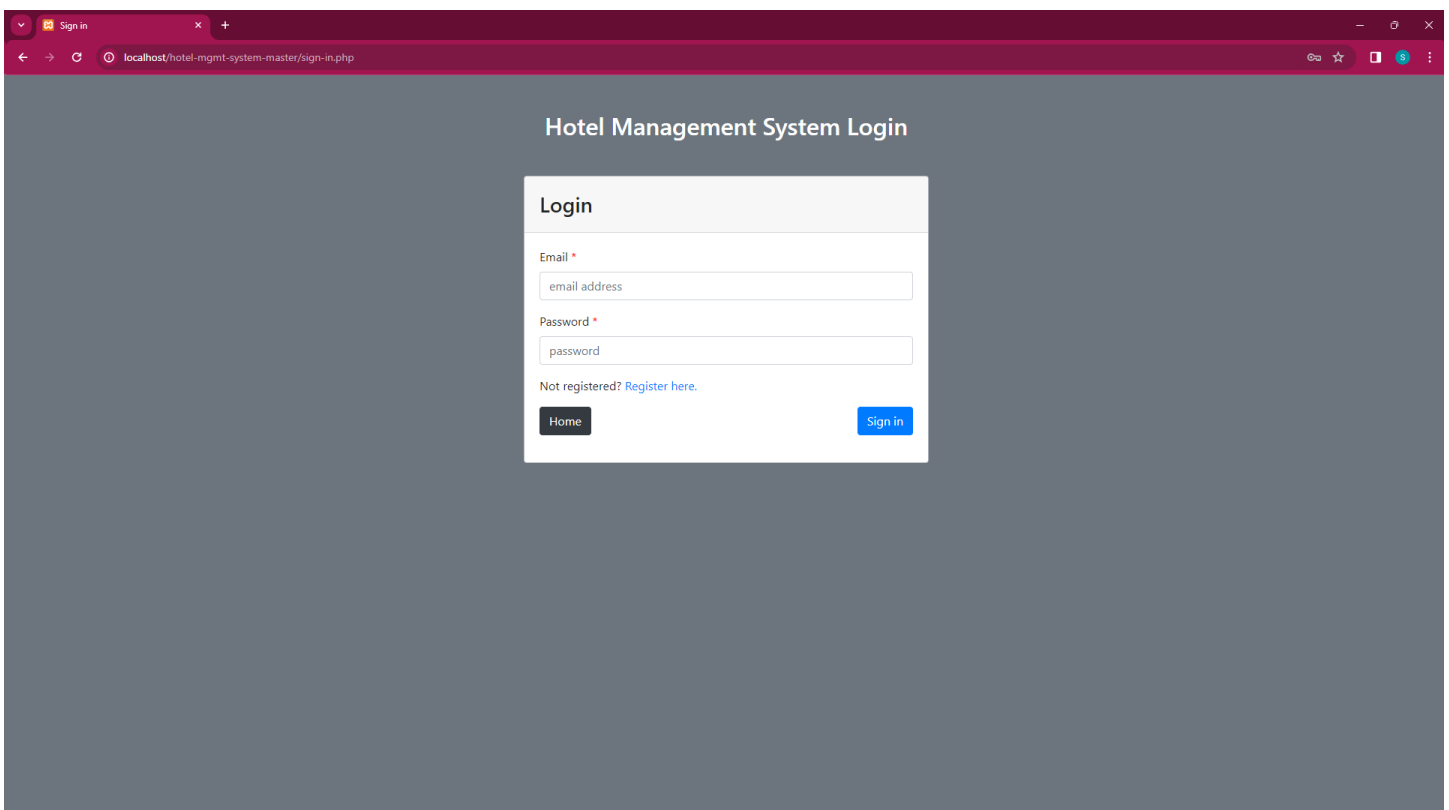 Sign in
localhost/hotel-mgmt-system-master/sign-in.php
S
Hotel Management System Login
Login
Email *
email address
Password *
password
Not registered? Register here.
Home Sign in